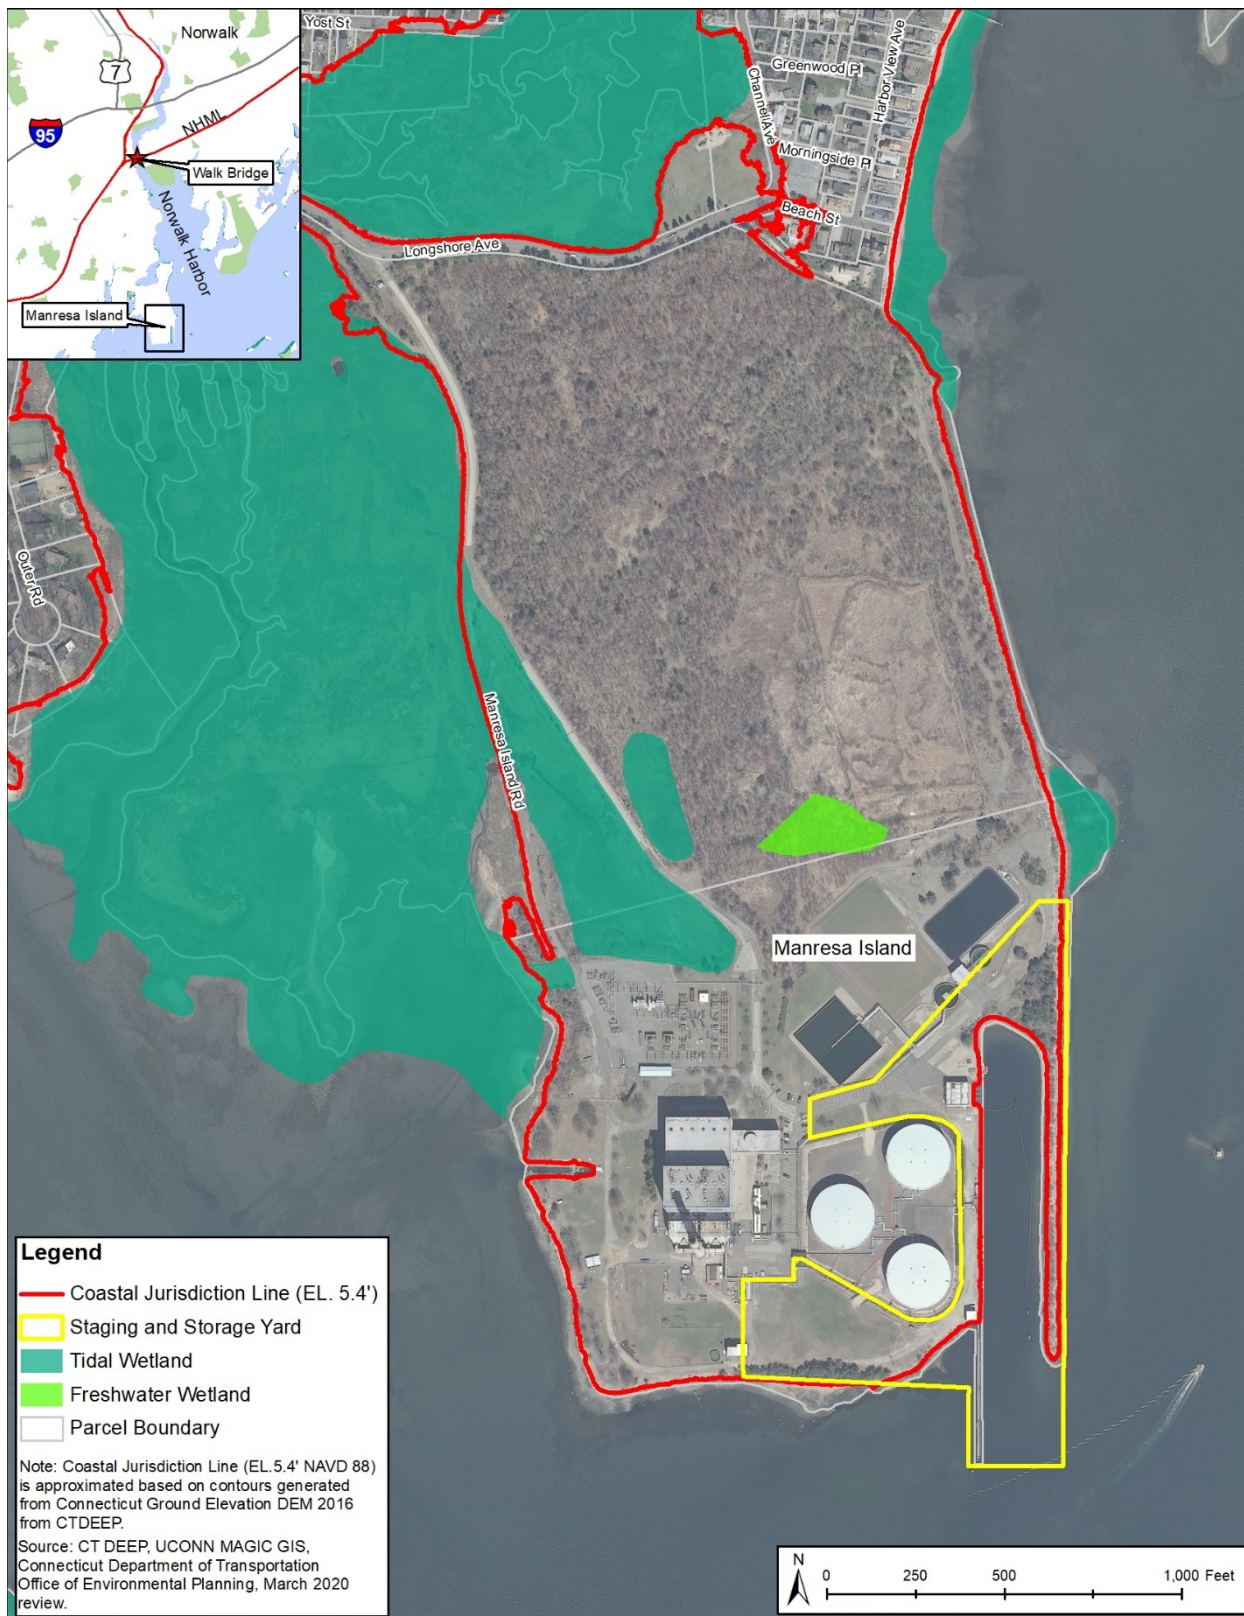 Yost St
Norwalk
7
Greenwood Pl
Harbor View Ave
Channel Ave
95
NHML
Morningside Pl
Walk Bridge
Norwalk Harbor
Beach St
Longshore Ave
Manresa Island
Outer Rd
Manresa Island Rd
Manresa Island
Legend
Coastal Jurisdiction Line (EL. 5.4')
Staging and Storage Yard
Tidal Wetland
Freshwater Wetland
Parcel Boundary
Note: Coastal Jurisdiction Line (EL.5.4' NAVD 88)
is approximated based on contours generated
from Connecticut Ground Elevation DEM 2016
from CTDEEP.
Source: CT DEEP, UCONN MAGIC GIS,
Connecticut Department of Transportation
Office of Environmental Planning, March 2020
review.
N
0 250 500 1,000 Feet